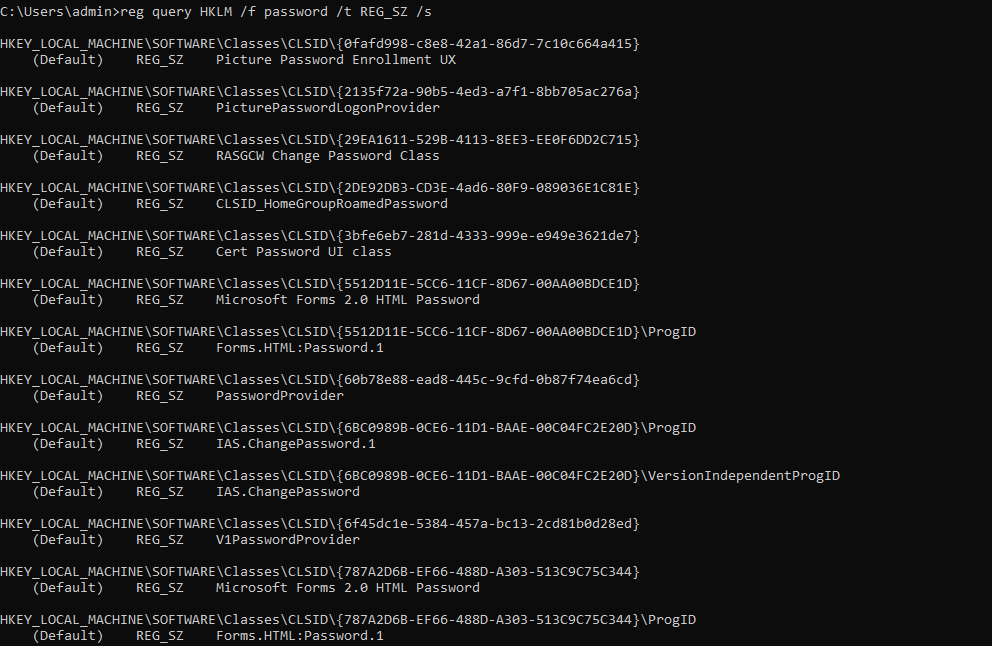 C:\Users\admin>reg query HKLM /f password /t REG_SZ /s
HKEY_LOCAL_MACHINE\SOFTWARE\Classes\CLSID\{0fafd998-c8e8-42a1-86d7-7c10c664a415}
(Default) REG_SZ Picture Password Enrollment UX
HKEY_LOCAL_MACHINE\SOFTWARE\Classes\CLSID\{2135f72a-90b5-4ed3-a7f1-8bb705ac276a}
(Default) REG_SZ PicturePasswordLogonProvider
HKEY_LOCAL_MACHINE\SOFTWARE\Classes\CLSID\{29EA1611-529B-4113-8EE3-EE0F6DD2C715}
(Default) REG_SZ RASGCW Change Password Class
HKEY_LOCAL_MACHINE\SOFTWARE\Classes\CLSID\{2DE92DB3-CD3E-4ad6-80F9-089036E1C81E}
(Default) REG_SZ CLSID_HomeGroupRoamedPassword
HKEY_LOCAL_MACHINE\SOFTWARE\Classes\CLSID\{3bfe6eb7-281d-4333-999e-e949e3621de7}
(Default) REG_SZ Cert Password UI class
HKEY_LOCAL_MACHINE\SOFTWARE\Classes\CLSID\{5512D11E-5CC6-11CF-8D67-00AA00BDCE1D}
(Default) REG_SZ Microsoft Forms 2.0 HTML Password
HKEY_LOCAL_MACHINE\SOFTWARE\Classes\CLSID\{5512D11E-5CC6-11CF-8D67-00AA00BDCE1D}\ProgID
(Default) REG_SZ Forms.HTML:Password.1
HKEY_LOCAL_MACHINE\SOFTWARE\Classes\CLSID\{60b78e88-ead8-445c-9cfd-0b87f74ea6cd}
(Default) REG_SZ PasswordProvider
HKEY_LOCAL_MACHINE\SOFTWARE\Classes\CLSID\{6BC0989B-0CE6-11D1-BAAE-00C04FC2E20D}\ProgID
(Default) REG_SZ IAS.ChangePassword.1
HKEY_LOCAL_MACHINE\SOFTWARE\Classes\CLSID\{6BC0989B-0CE6-11D1-BAAE-00C04FC2E20D}\VersionIndependentProgID
(Default) REG_SZ IAS.ChangePassword
HKEY_LOCAL_MACHINE\SOFTWARE\Classes\CLSID\{6f45dc1e-5384-457a-bc13-2cd81b0d28ed}
(Default) REG_SZ V1PasswordProvider
HKEY_LOCAL_MACHINE\SOFTWARE\Classes\CLSID\{787A2D6B-EF66-488D-A303-513C9C75C344}
(Default) REG_SZ Microsoft Forms 2.0 HTML Password
HKEY_LOCAL_MACHINE\SOFTWARE\Classes\CLSID\{787A2D6B-EF66-488D-A303-513C9C75C344}\ProgID
(Default) REG_SZ Forms.HTML:Password.1